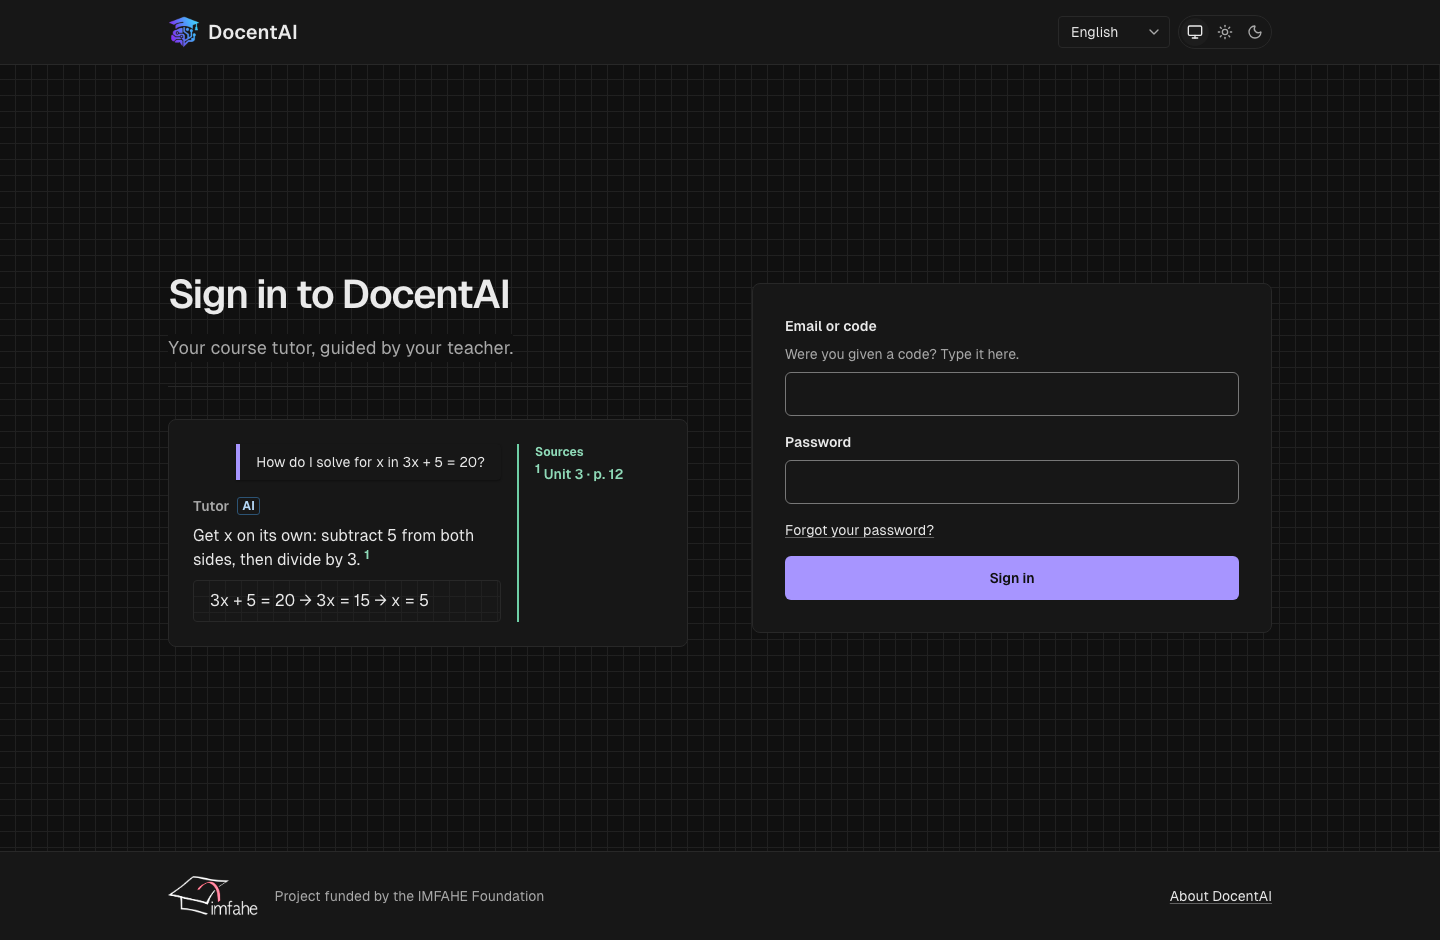 DocentAI
English
Sign in to DocentAI
Your course tutor, guided by your teacher.
How do I solve for x in 3x + 5 = 20?
Tutor AI
Get x on its own: subtract 5 from both
sides, then divide by 3. 1
3x + 5 = 20 → 3x = 15 → x = 5
Sources
1 Unit 3 · p. 12
Email or code
Were you given a code? Type it here.
Password
Forgot your password?
Sign in
imfahe
Project funded by the IMFAHE Foundation
About DocentAI